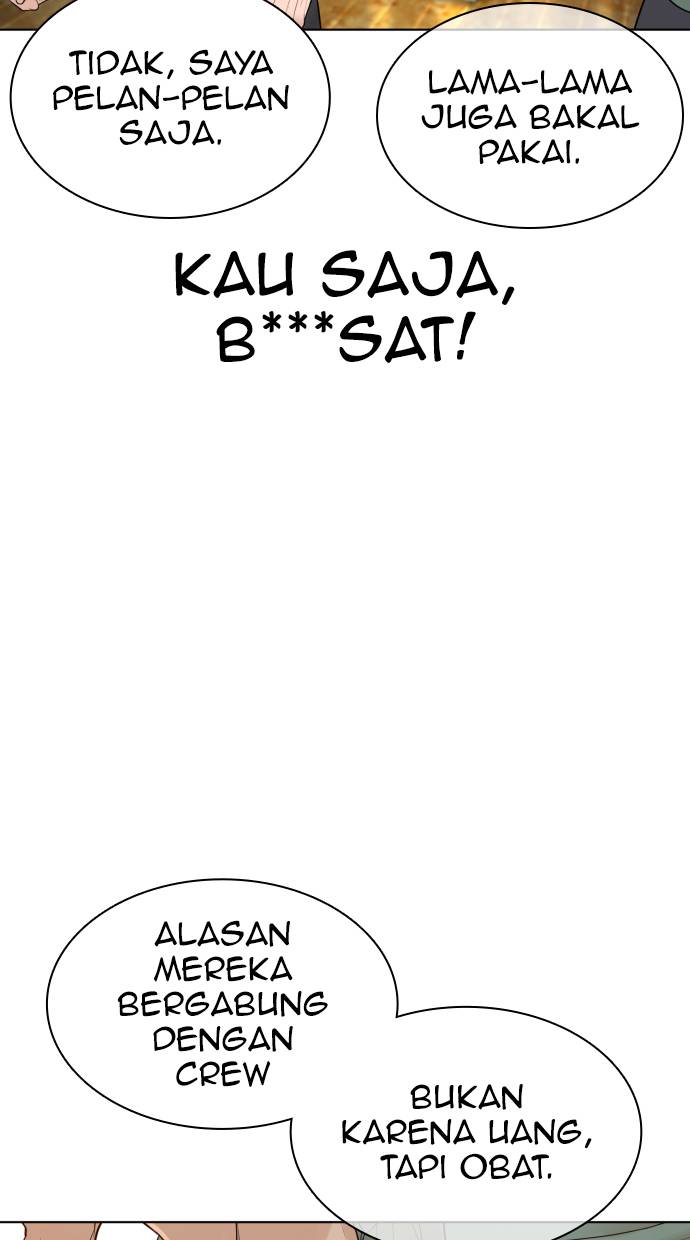 TIDAK, SAYA
PELAN-PELAN
SAJA.
LAMA-LAMA
JUGA BAKAL
PAKAI.
KAU SAJA,
B***SAT!
ALASAN
MEREKA
BERGABUNG
DENGAN
CREW
BUKAN
KARENA UANG,
TAPI OBAT.